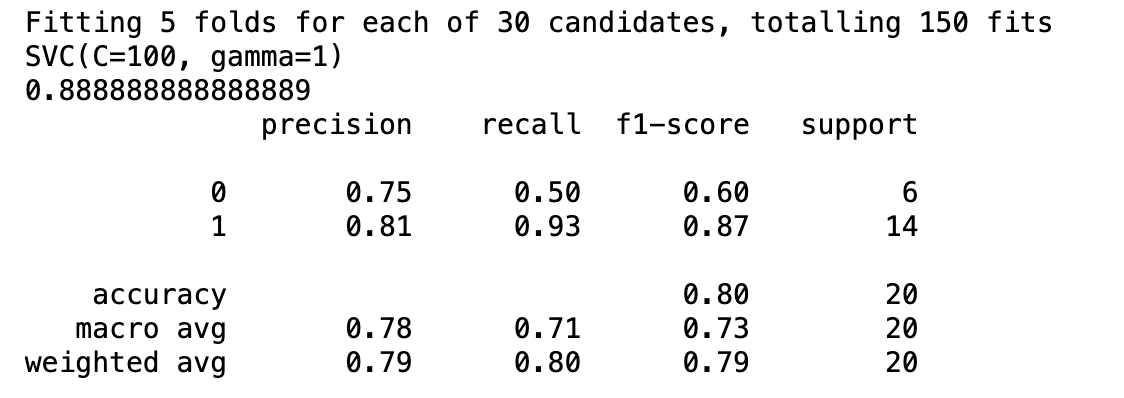 Fitting 5 folds for each of 30 candidates, totalling 150 fits
SVC(C=100, gamma=1)
0.888888888888889
precision recall f1-score support
0 0.75 0.50 0.60 6
1 0.81 0.93 0.87 14
accuracy 0.80 20
macro avg 0.78 0.71 0.73 20
weighted avg 0.79 0.80 0.79 20